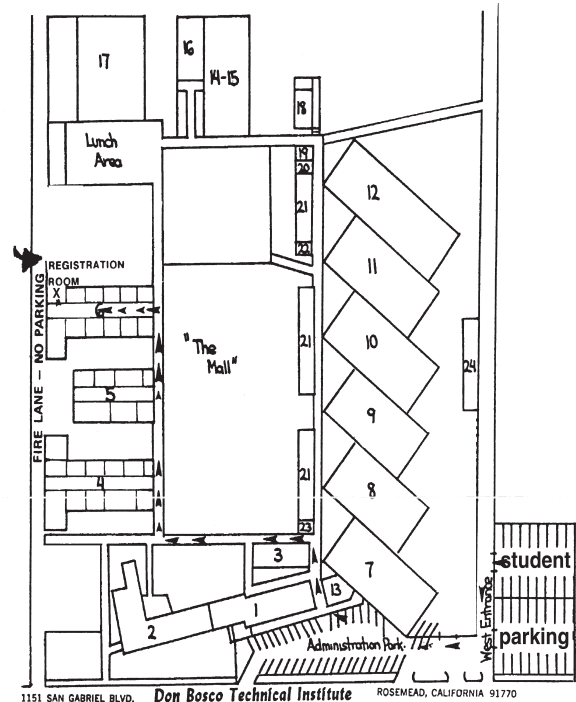 17
16
14-15
18
Lunch
Area
19
20
21
22
12
11
REGISTRATION
ROOM
X
6
FIRE LANE – NO PARKING
"The
Mall"
21
10
24
5
9
21
4
8
23
3
7
13
1
2
student
parking
West Entrance
Administration Park.
1151 SAN GABRIEL BLVD.
Don Bosco Technical Institute
ROSEMEAD, CALIFORNIA 91770